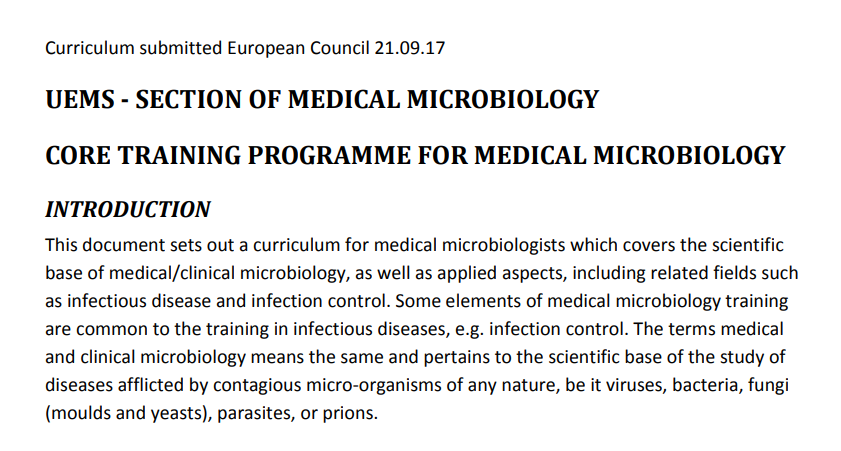 Curriculum submitted European Council 21.09.17
UEMS - SECTION OF MEDICAL MICROBIOLOGY
CORE TRAINING PROGRAMME FOR MEDICAL MICROBIOLOGY
INTRODUCTION
This document sets out a curriculum for medical microbiologists which covers the scientific
base of medical/clinical microbiology, as well as applied aspects, including related fields such
as infectious disease and infection control. Some elements of medical microbiology training
are common to the training in infectious diseases, e.g. infection control. The terms medical
and clinical microbiology means the same and pertains to the scientific base of the study of
diseases afflicted by contagious micro-organisms of any nature, be it viruses, bacteria, fungi
(moulds and yeasts), parasites, or prions.